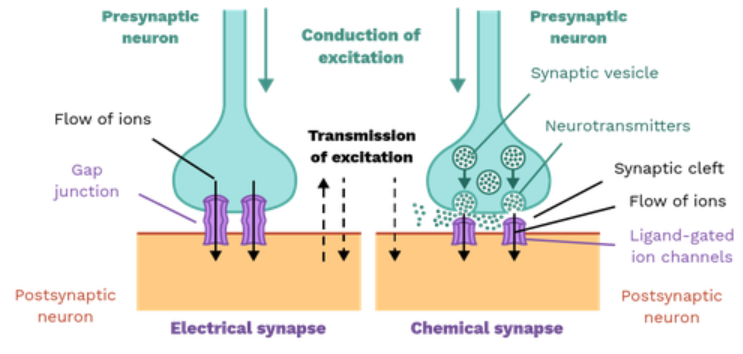 Presynaptic
neuron
Conduction of
excitation
Presynaptic
neuron
Synaptic vesicle
Flow of ions
Neurotransmitters
Transmission
of excitation
Gap
junction
Synaptic cleft
Flow of ions
Ligand-gated
ion channels
Postsynaptic
neuron
Postsynaptic
neuron
Electrical synapse
Chemical synapse